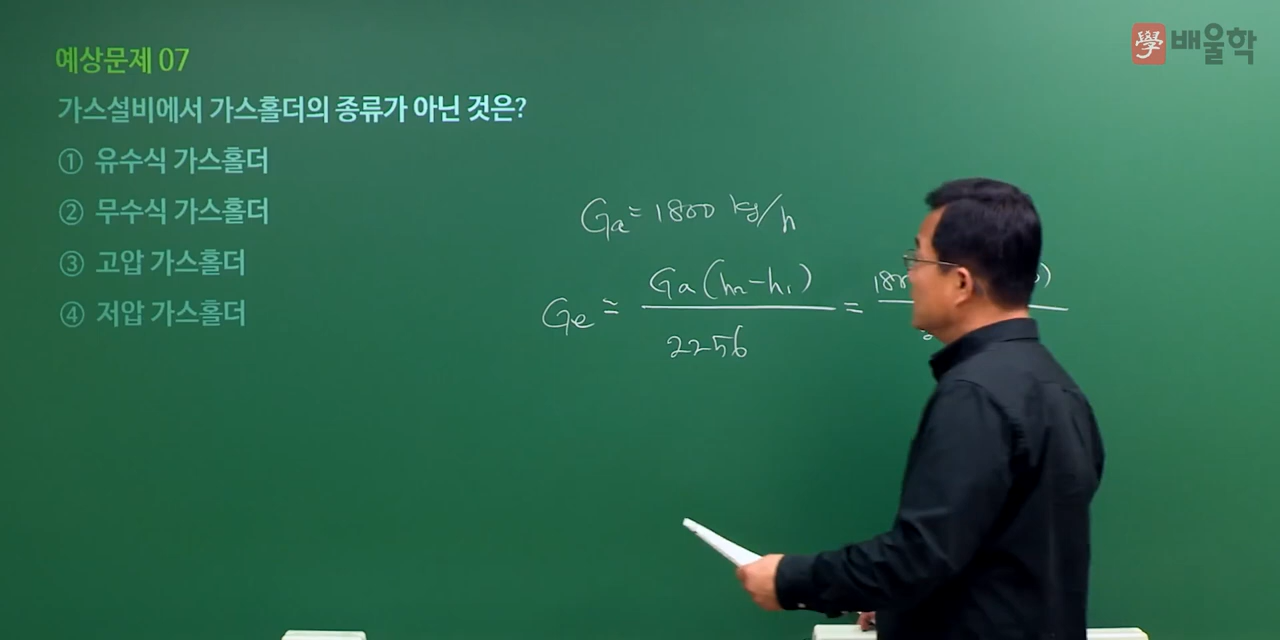 學 배울학
예상문제 07
가스설비에서 가스홀더의 종류가 아닌 것은?
① 유수식 가스홀더
② 무수식 가스홀더
③ 고압 가스홀더
④ 저압 가스홀더
Ga = 1800 kg/h
Ge = Ga(h2-h1) / 2256 =